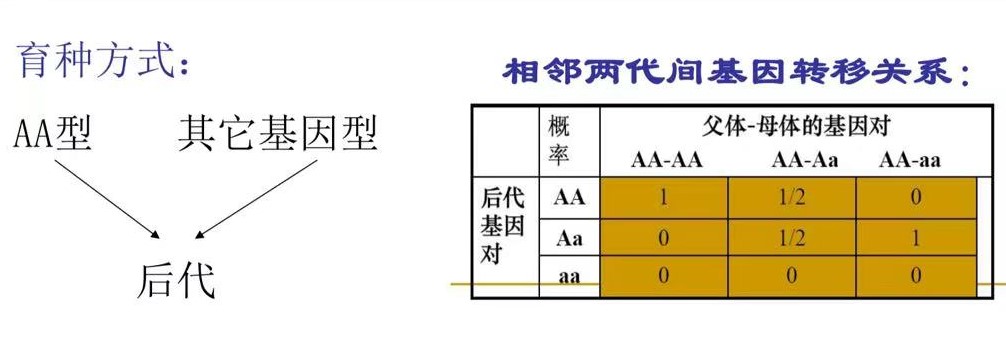 育种方式：
AA型 其它基因型
后代
相邻两代间基因转移关系：
概率 父体-母体的基因对
AA-AA AA-Aa AA-aa
后代基因对 AA 1 1/2 0
Aa 0 1/2 1
aa 0 0 0